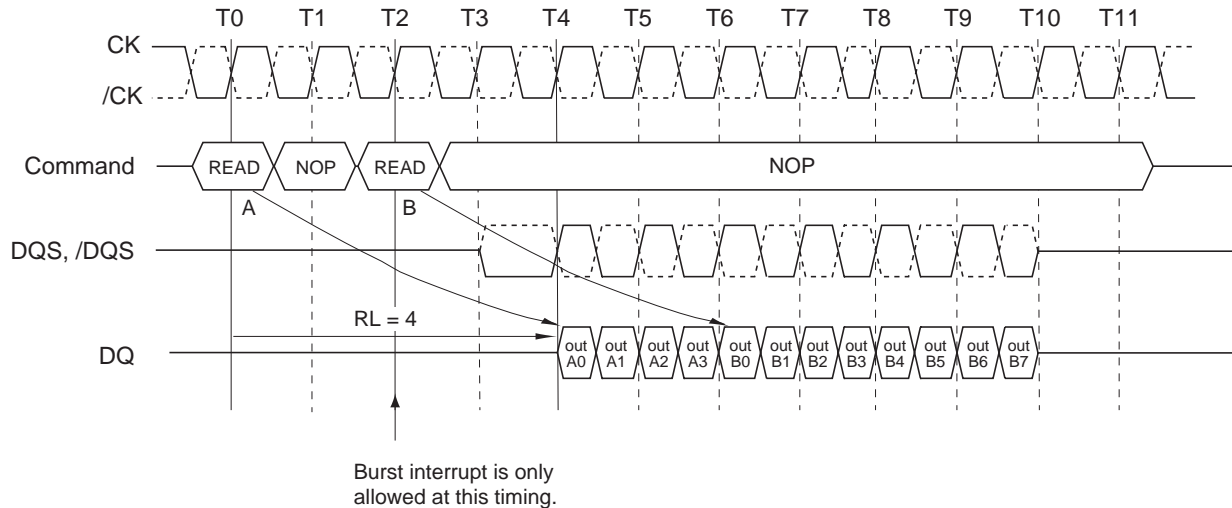 T0 T1 T2 T3 T4 T5 T6 T7 T8 T9 T10 T11
CK
/CK
Command READ NOP READ NOP
A B
DQS, /DQS
RL = 4
DQ
out A0 out A1 out A2 out A3 out B0 out B1 out B2 out B3 out B4 out B5 out B6 out B7
Burst interrupt is only
allowed at this timing.